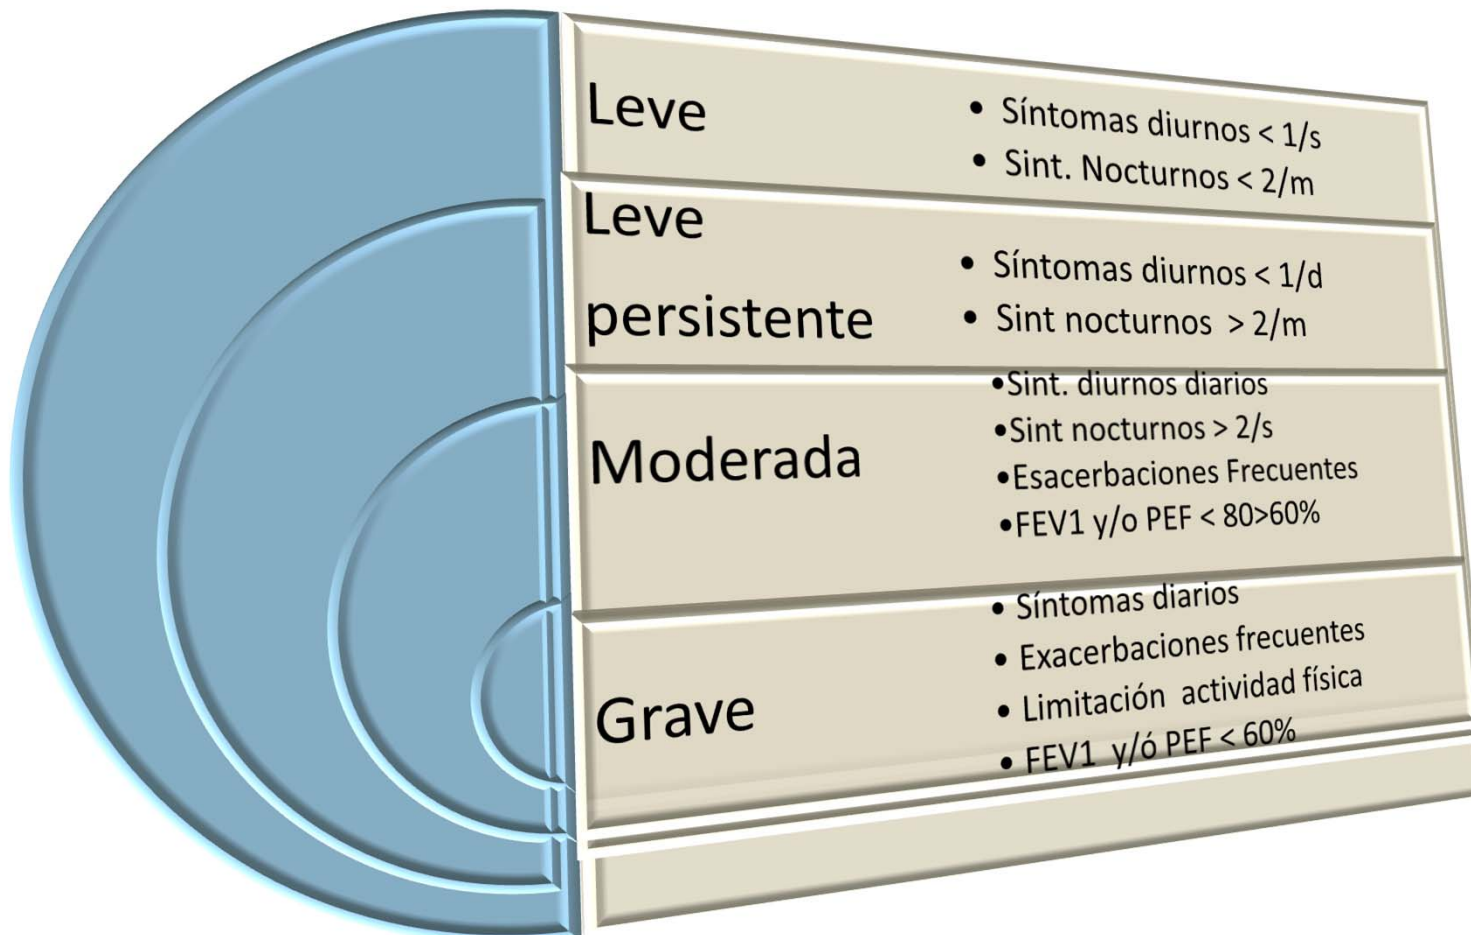 Leve
• Síntomas diurnos < 1/s
• Sint. Nocturnos < 2/m
Leve
persistente
• Síntomas diurnos < 1/d
• Sint nocturnos > 2/m
Moderada
•Sint. diurnos diarios
•Sint nocturnos > 2/s
•Esacerbaciones Frecuentes
•FEV1 y/o PEF < 80>60%
Grave
• Síntomas diarios
• Exacerbaciones frecuentes
• Limitación actividad física
• FEV1 y/ó PEF < 60%